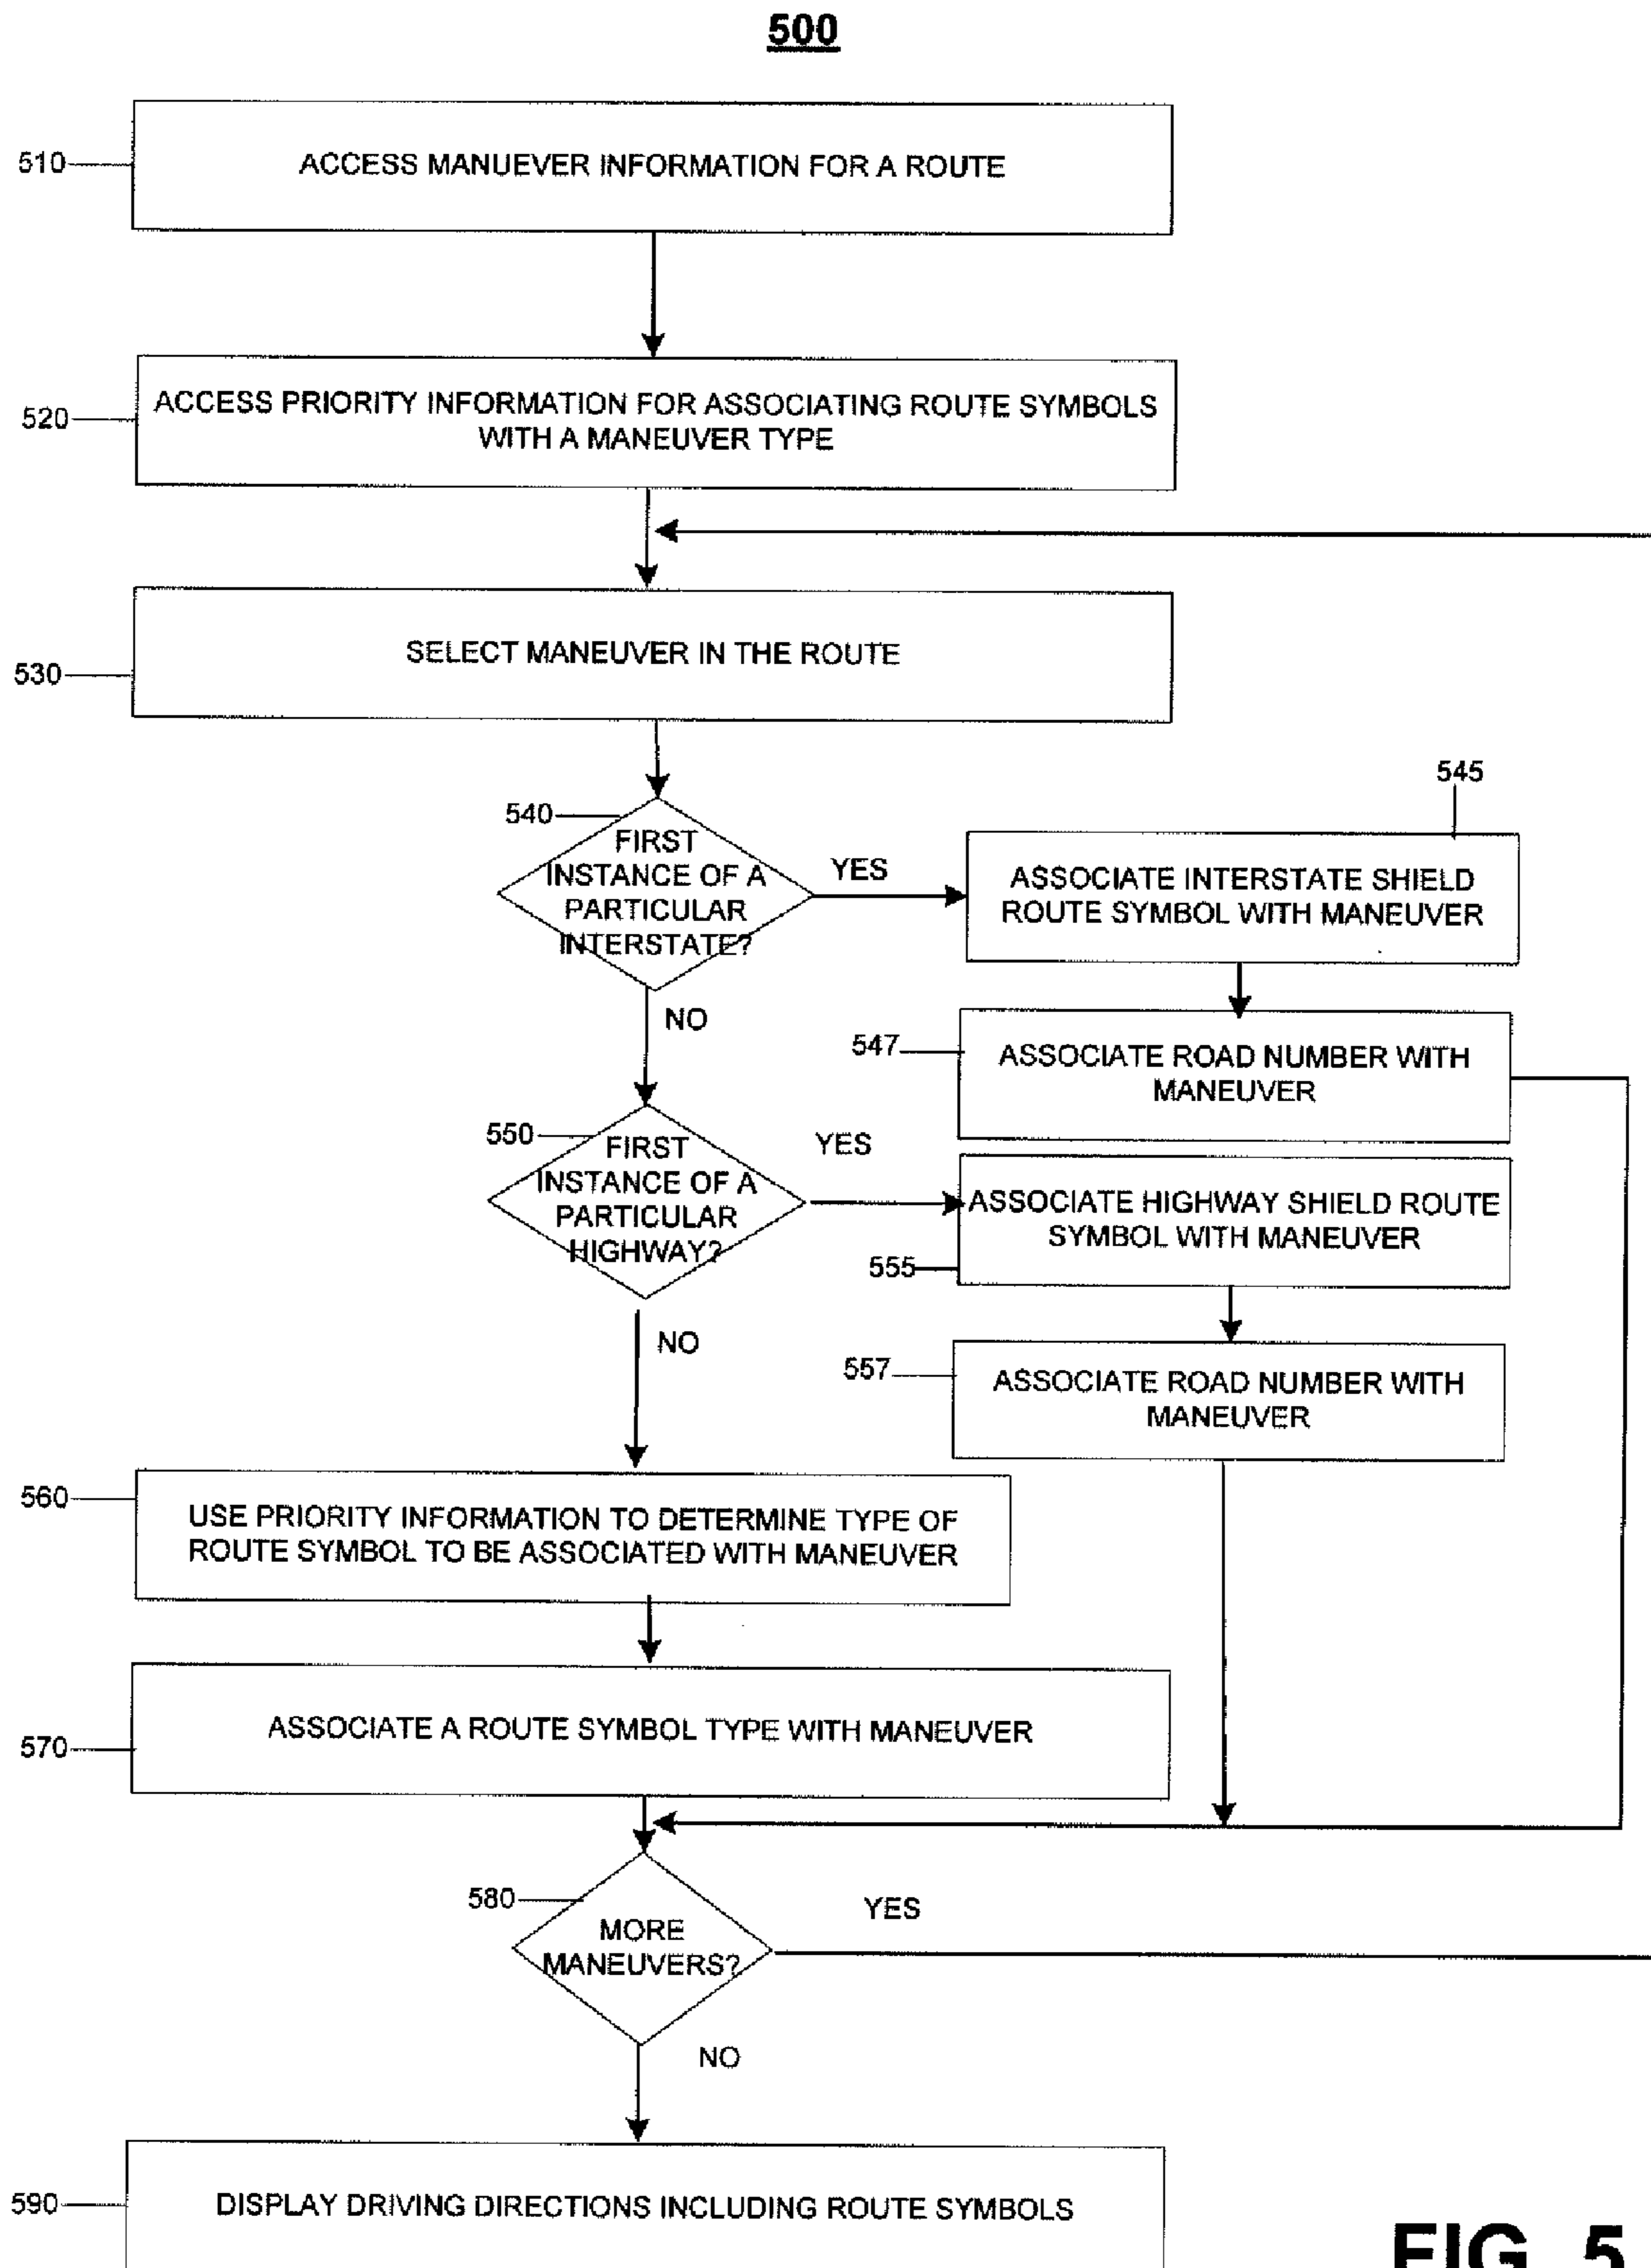 500
510
ACCESS MANUEVER INFORMATION FOR A ROUTE
520
ACCESS PRIORITY INFORMATION FOR ASSOCIATING ROUTE SYMBOLS
WITH A MANEUVER TYPE
530
SELECT MANEUVER IN THE ROUTE
540
FIRST
INSTANCE OF A
PARTICULAR
INTERSTATE?
YES
545
ASSOCIATE INTERSTATE SHIELD
ROUTE SYMBOL WITH MANEUVER
NO
547
ASSOCIATE ROAD NUMBER WITH
MANEUVER
550
FIRST
INSTANCE OF A
PARTICULAR
HIGHWAY?
YES
ASSOCIATE HIGHWAY SHIELD ROUTE
SYMBOL WITH MANEUVER
555
NO
557
ASSOCIATE ROAD NUMBER WITH
MANEUVER
560
USE PRIORITY INFORMATION TO DETERMINE TYPE OF
ROUTE SYMBOL TO BE ASSOCIATED WITH MANEUVER
570
ASSOCIATE A ROUTE SYMBOL TYPE WITH MANEUVER
580
MORE
MANEUVERS?
YES
NO
590
DISPLAY DRIVING DIRECTIONS INCLUDING ROUTE SYMBOLS
FIG. 5